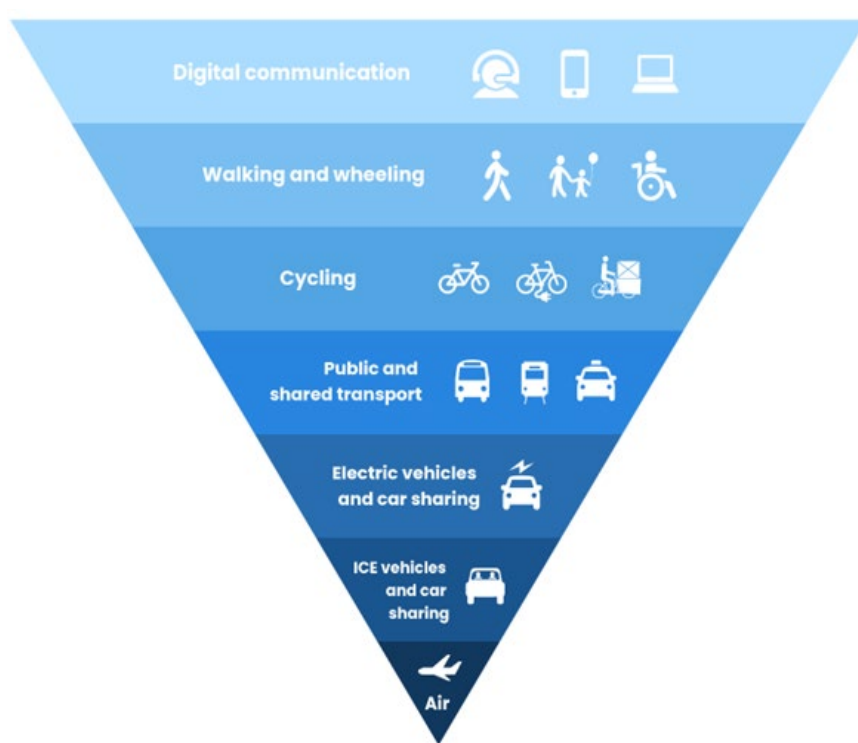 Digital communication
Walking and wheeling
Cycling
Public and
shared transport
Electric vehicles
and car sharing
ICE vehicles
and car
sharing
Air